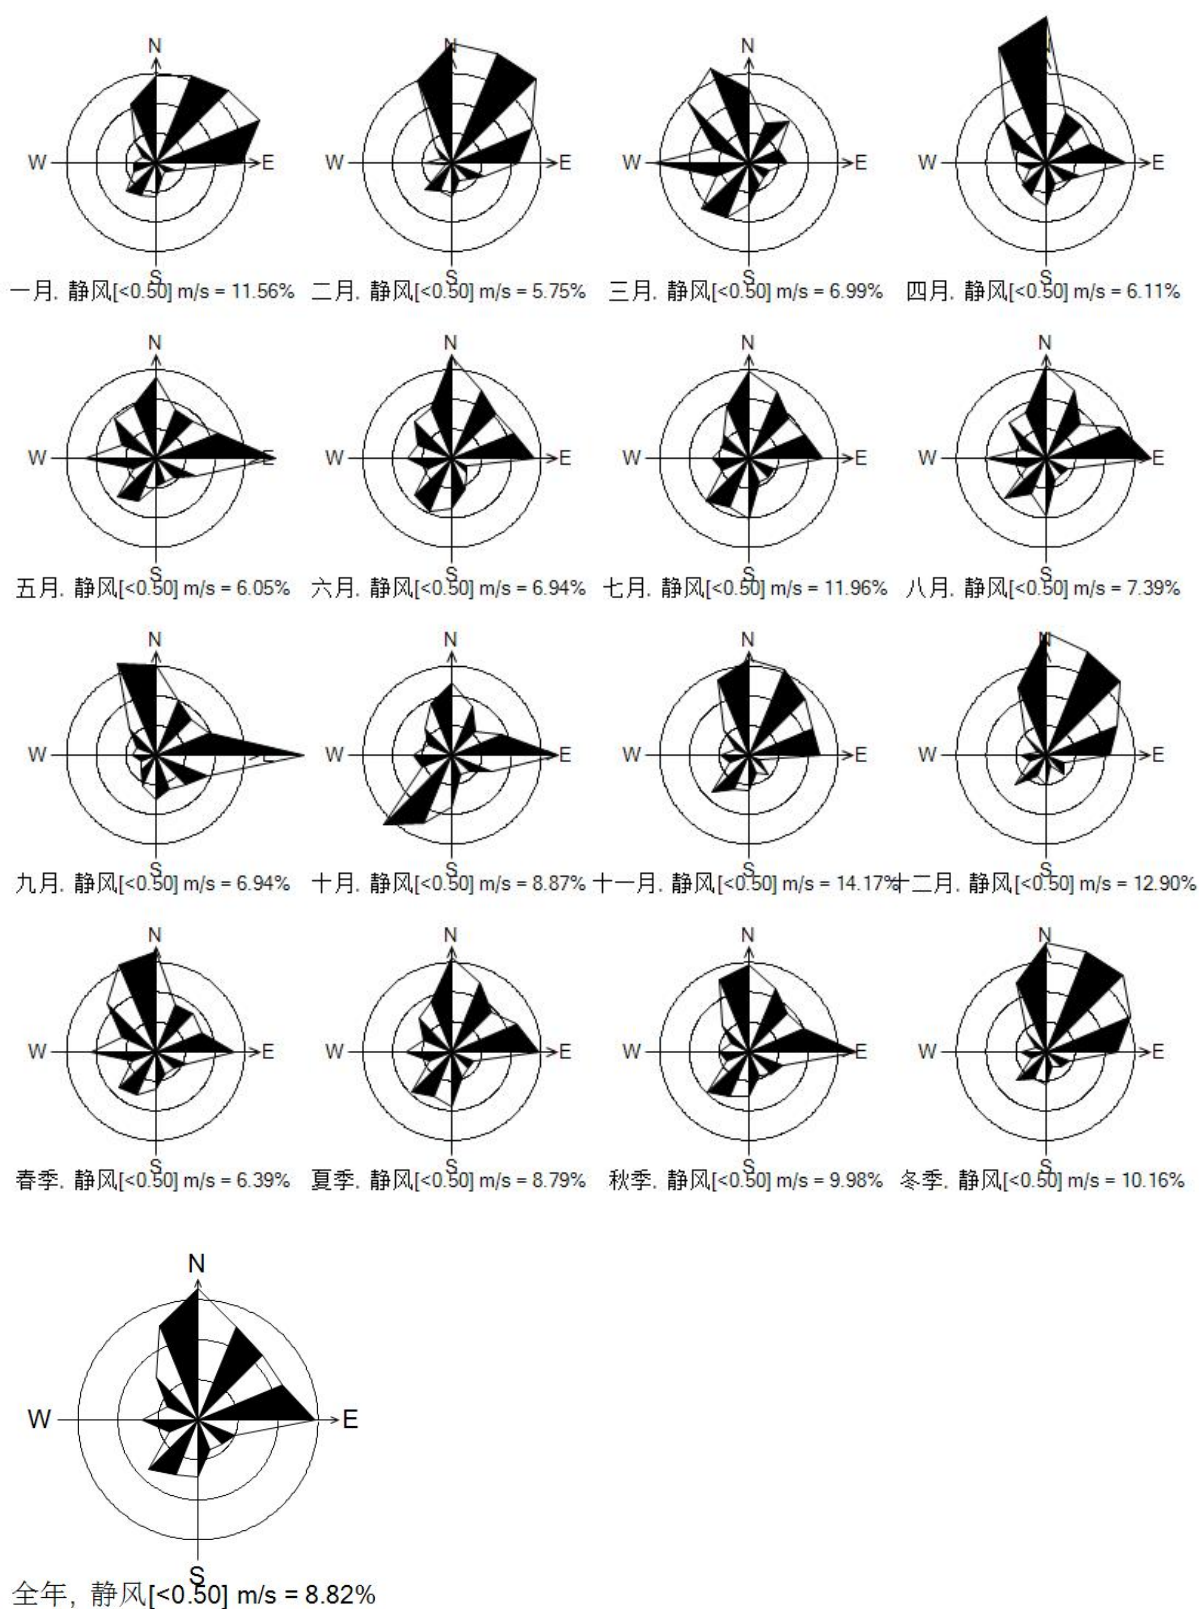 N N N N
W E W E W E W E
S S S S
一月, 静风[<0.50] m/s = 11.56% 二月, 静风[<0.50] m/s = 5.75% 三月, 静风[<0.50] m/s = 6.99% 四月, 静风[<0.50] m/s = 6.11%
N N N N
W E W E W E W E
S S S S
五月, 静风[<0.50] m/s = 6.05% 六月, 静风[<0.50] m/s = 6.94% 七月, 静风[<0.50] m/s = 11.96% 八月, 静风[<0.50] m/s = 7.39%
N N N N
W E W E W E W E
S S S S
九月, 静风[<0.50] m/s = 6.94% 十月, 静风[<0.50] m/s = 8.87% 十一月, 静风[<0.50] m/s = 14.17% 十二月, 静风[<0.50] m/s = 12.90%
N N N N
W E W E W E W E
S S S S
春季, 静风[<0.50] m/s = 6.39% 夏季, 静风[<0.50] m/s = 8.79% 秋季, 静风[<0.50] m/s = 9.98% 冬季, 静风[<0.50] m/s = 10.16%
N
W E
S
全年, 静风[<0.50] m/s = 8.82%